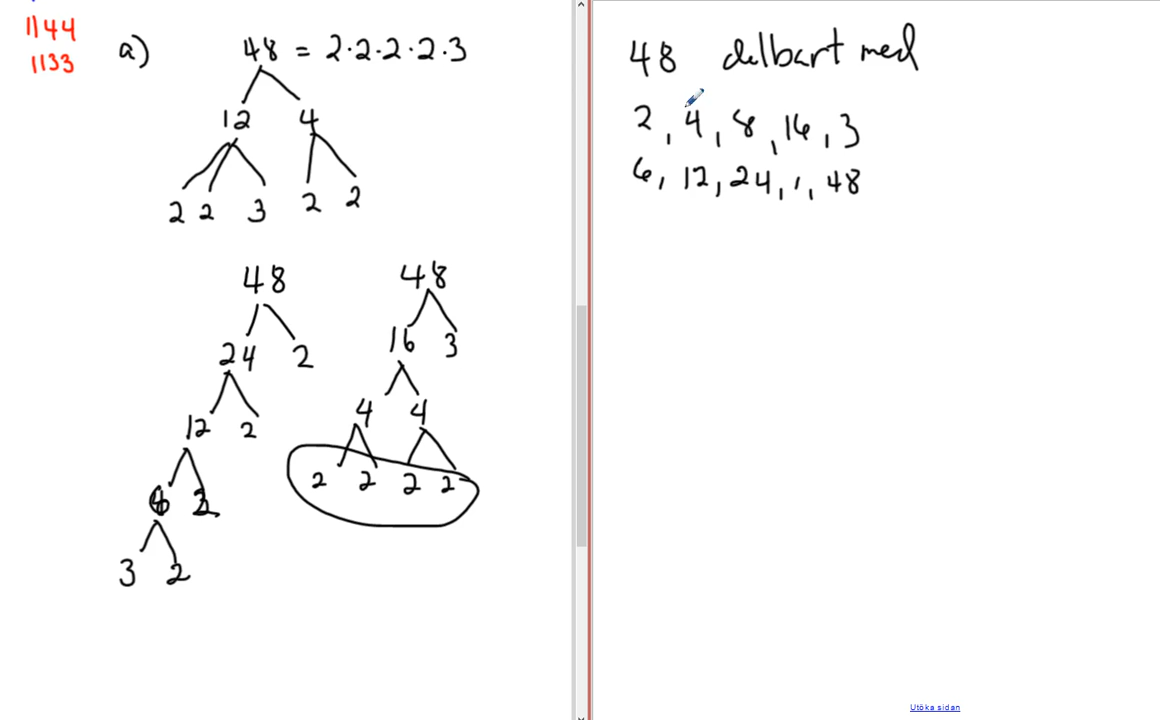 1144
1133
a) 48 = 2·2·2·2·3
12 4
2 2 3 2 2
48 48
24 2 16 3
12 2 4 4
2 2 2 2
3 2
48 delbart med
2, 4, 8, 16, 3
6, 12, 24, 1, 48
Utöka sidan